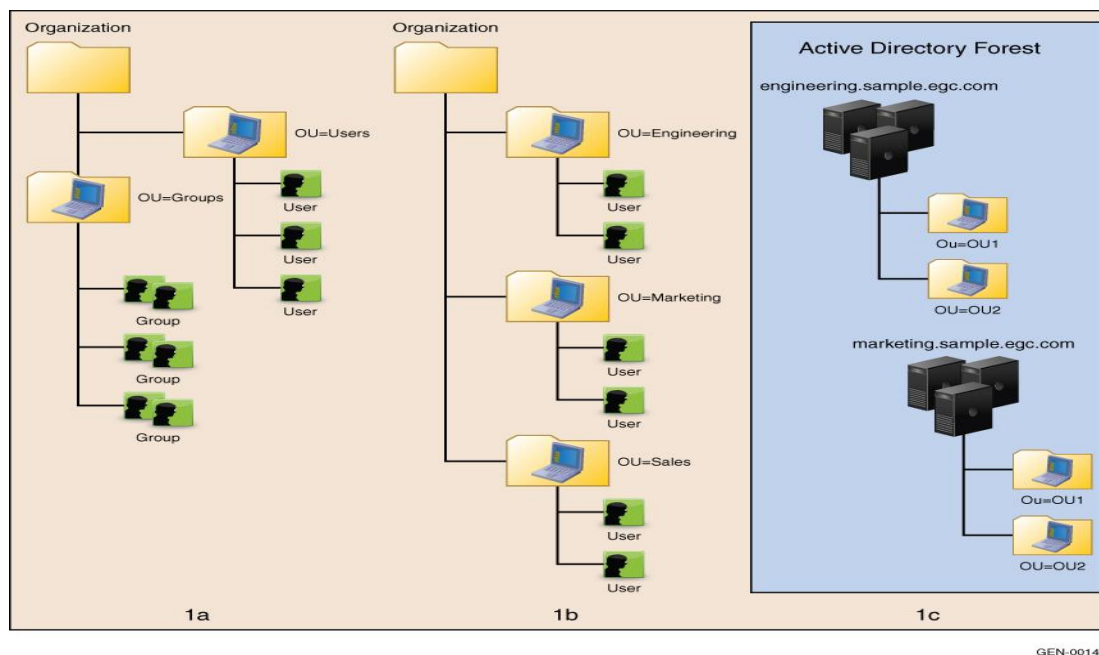 Organization
OU=Users
OU=Groups
User
User
User
Group
Group
Group
1a
Organization
OU=Engineering
User
User
OU=Marketing
User
User
OU=Sales
User
User
1b
Active Directory Forest
engineering.sample.egc.com
Ou=OU1
OU=OU2
marketing.sample.egc.com
Ou=OU1
OU=OU2
1c
GEN-0014